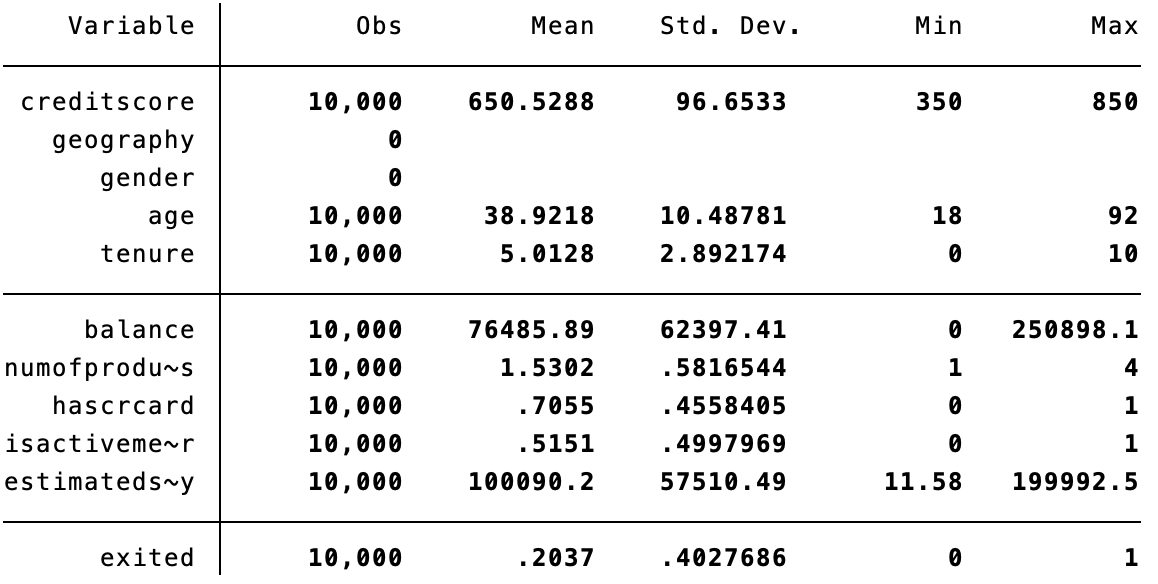 Variable Obs Mean Std. Dev. Min Max
creditscore 10,000 650.5288 96.6533 350 850
geography 0
gender 0
age 10,000 38.9218 10.48781 18 92
tenure 10,000 5.0128 2.892174 0 10
balance 10,000 76485.89 62397.41 0 250898.1
numofprodu~s 10,000 1.5302 .5816544 1 4
hascrcard 10,000 .7055 .4558405 0 1
isactiveme~r 10,000 .5151 .4997969 0 1
estimateds~y 10,000 100090.2 57510.49 11.58 199992.5
exited 10,000 .2037 .4027686 0 1